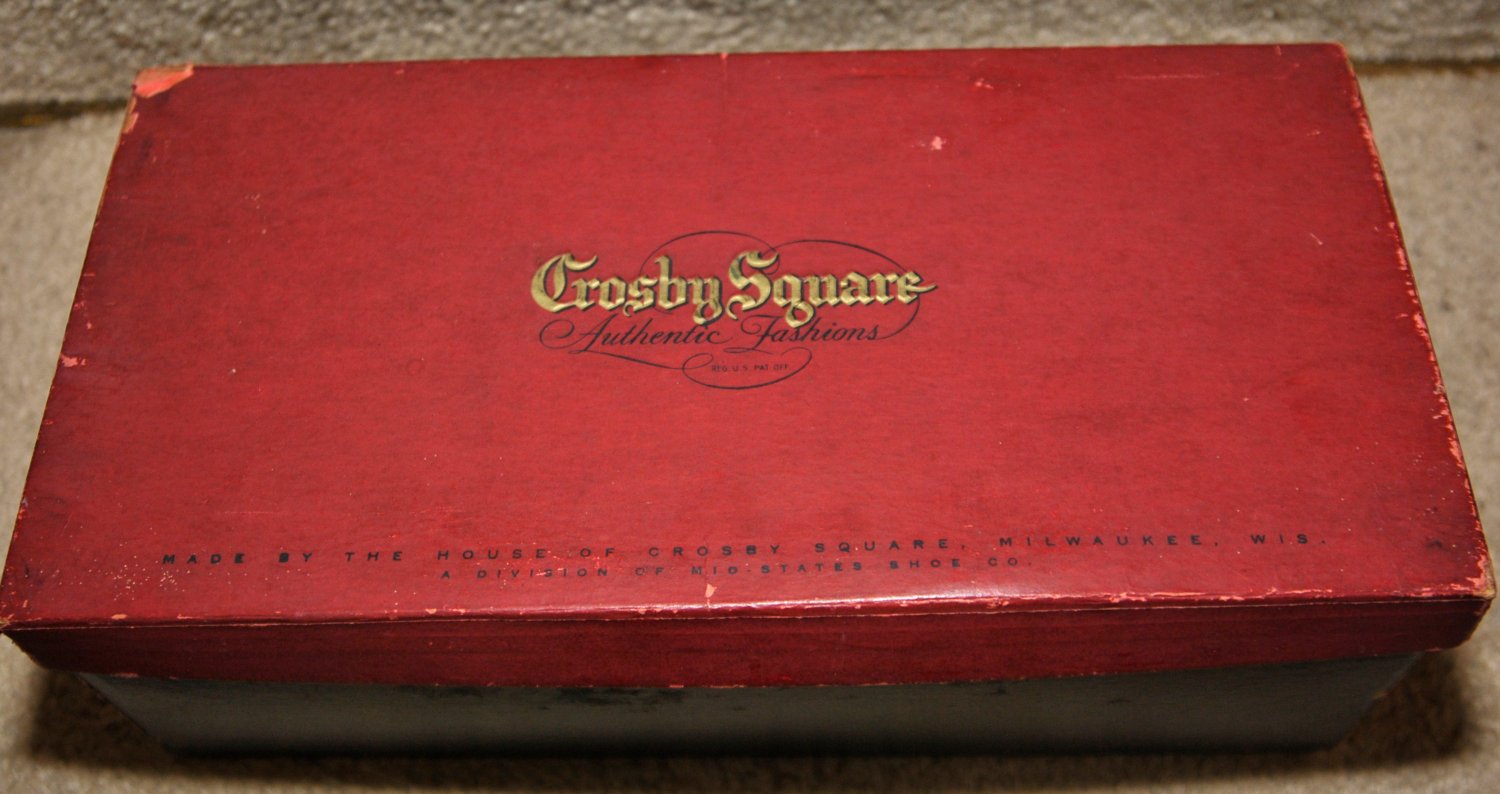 Crosby Square
Authentic Fashions
REG. U.S. PAT. OFF.
MADE BY THE HOUSE OF CROSBY SQUARE, MILWAUKEE, WIS.
A DIVISION OF MID-STATES SHOE CO.